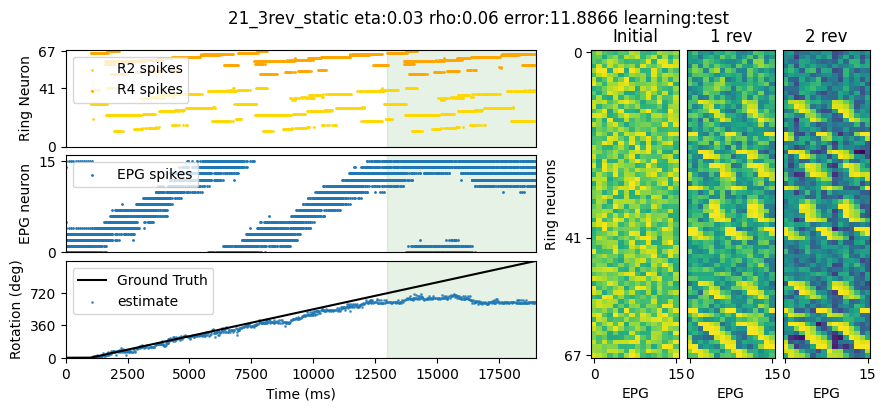 21_3rev_static eta:0.03 rho:0.06 error:11.8866 learning:test
Ring Neuron
67
41
0
R2 spikes
R4 spikes
EPG neuron
15
0
EPG spikes
Rotation (deg)
720
360
0
Ground Truth
estimate
0 2500 5000 7500 10000 12500 15000 17500
Time (ms)
Initial 1 rev 2 rev
Ring neurons
0
41
67
0 15 0 15 0 15
EPG EPG EPG